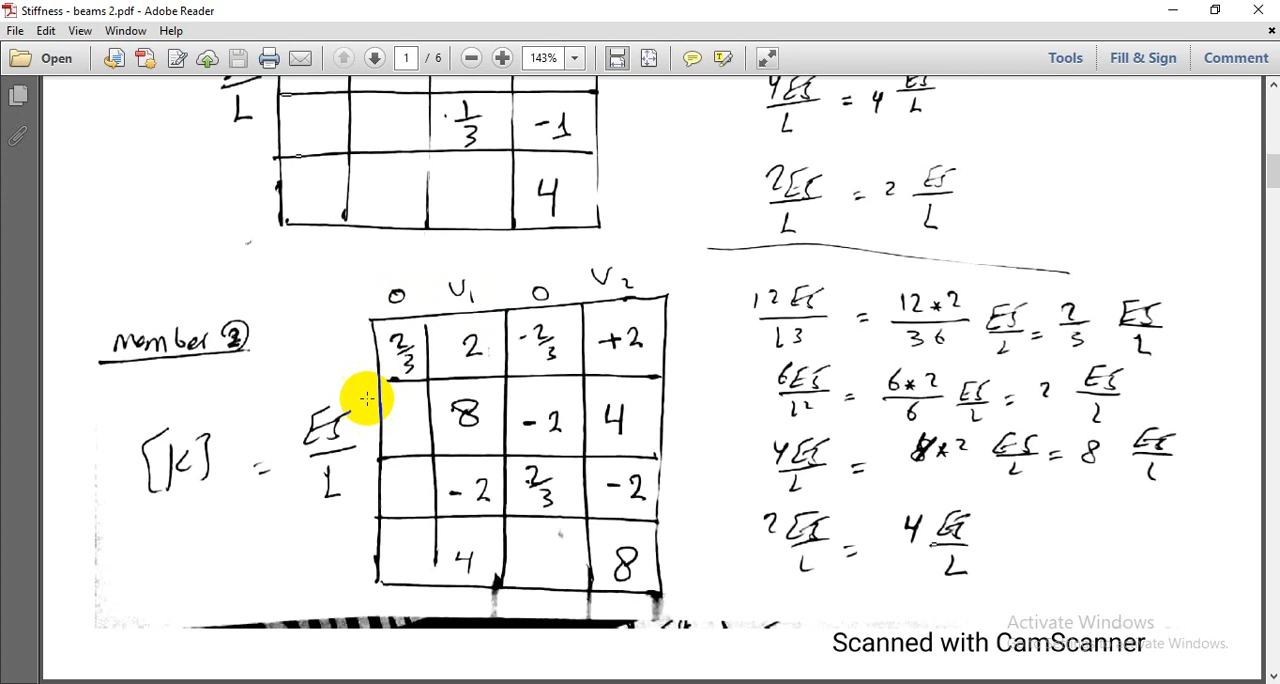 Stiffness - beams 2.pdf - Adobe Reader
File Edit View Window Help
Open 1 / 6 143% Tools Fill & Sign Comment
L
1/3 -1
4
4EI/L = 4 EI/L
2EI/L = 2 EI/L
0 V1 0 V2
member 2
2/3 2 -2/3 +2
8 -2 4
[K] = EI/L
-2 2/3 -2
4 8
12EI/L3 = 12*2/36 EI/L = 2/3 EI/L
6EI/L2 = 6*2/6 EI/L = 2 EI/L
4EI/L = 4*2 EI/L = 8 EI/L
2EI/L = 4 EI/L
Activate Windows
Scanned with CamScanner
to activate Windows.